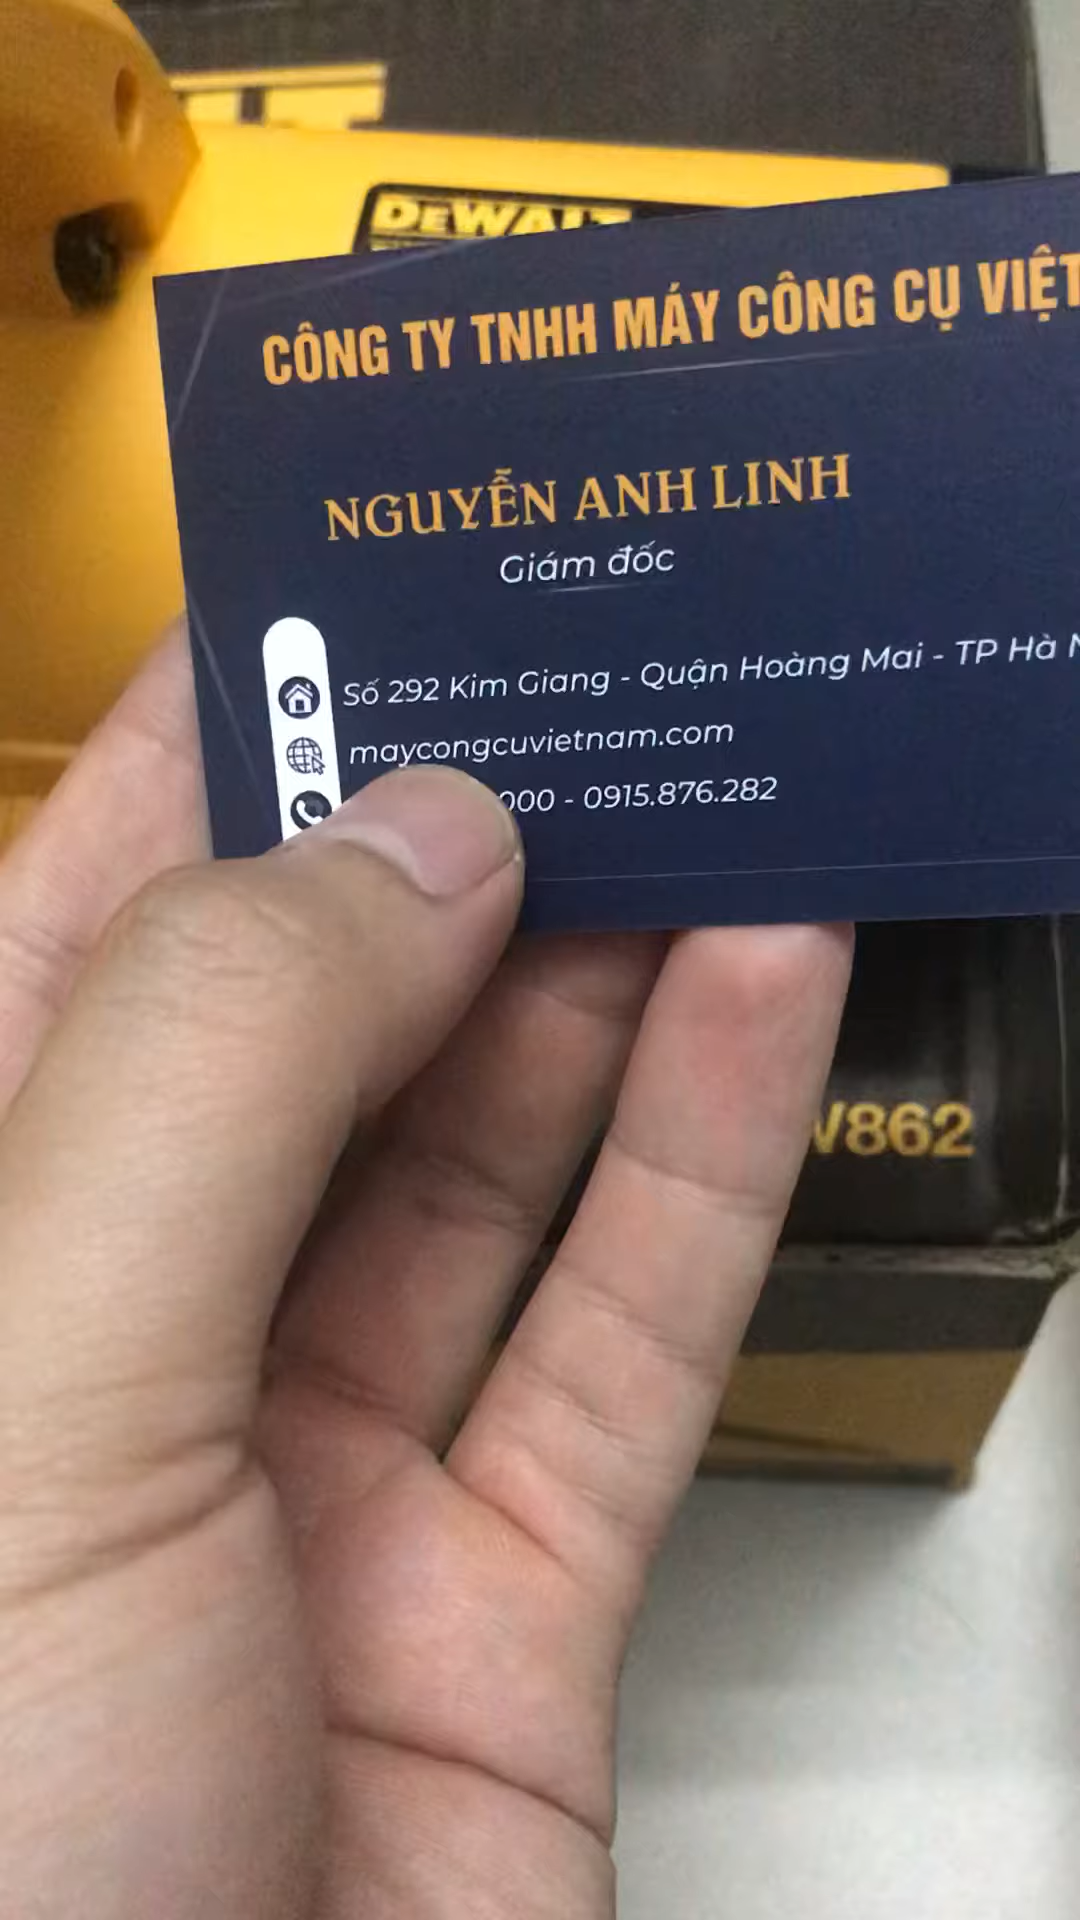 DEWALT
CÔNG TY TNHH MÁY CÔNG CỤ VIỆT
NGUYỄN ANH LINH
Giám đốc
Số 292 Kim Giang - Quận Hoàng Mai - TP Hà
maycongcuvietnam.com
000 - 0915.876.282
862